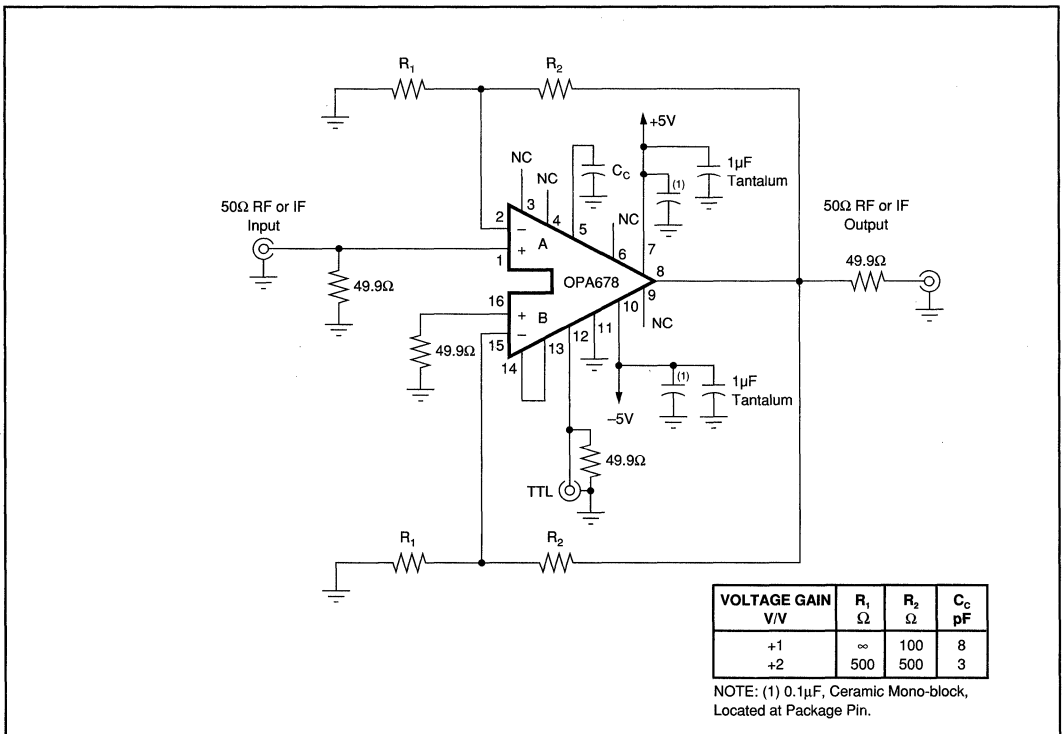 R₁
R₂
+5V
NC
1µF
Tantalum
C_C
(1)
NC
50Ω RF or IF
Input
NC
50Ω RF or IF
Output
2
3
4
5
6
7
−
A
+
1
8
49.9Ω
49.9Ω
OPA678
9
16
10
+
B
−
NC
11
15
12
13
49.9Ω
14
(1)
1µF
Tantalum
–5V
49.9Ω
TTL
R₁
R₂
VOLTAGE GAIN V/V | R₁ Ω | R₂ Ω | C_C pF
+1 | ∞ | 100 | 8
+2 | 500 | 500 | 3
NOTE: (1) 0.1µF, Ceramic Mono-block,
Located at Package Pin.